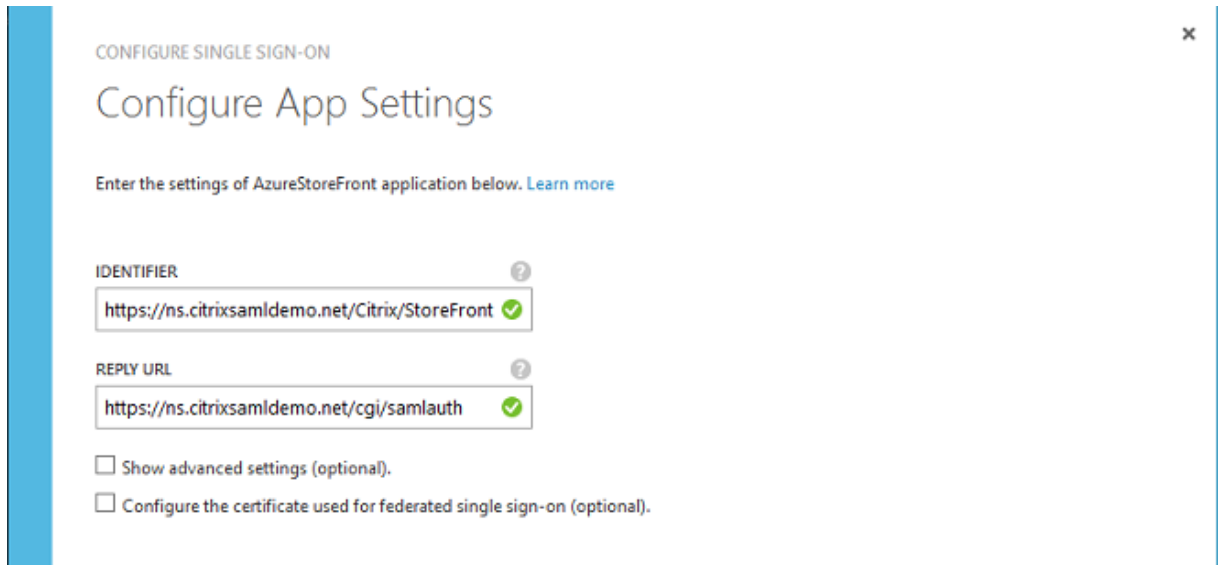 CONFIGURE SINGLE SIGN-ON
Configure App Settings
Enter the settings of AzureStoreFront application below. Learn more
IDENTIFIER
https://ns.citrixsamldemo.net/Citrix/StoreFront
REPLY URL
https://ns.citrixsamldemo.net/cgi/samlauth
Show advanced settings (optional).
Configure the certificate used for federated single sign-on (optional).